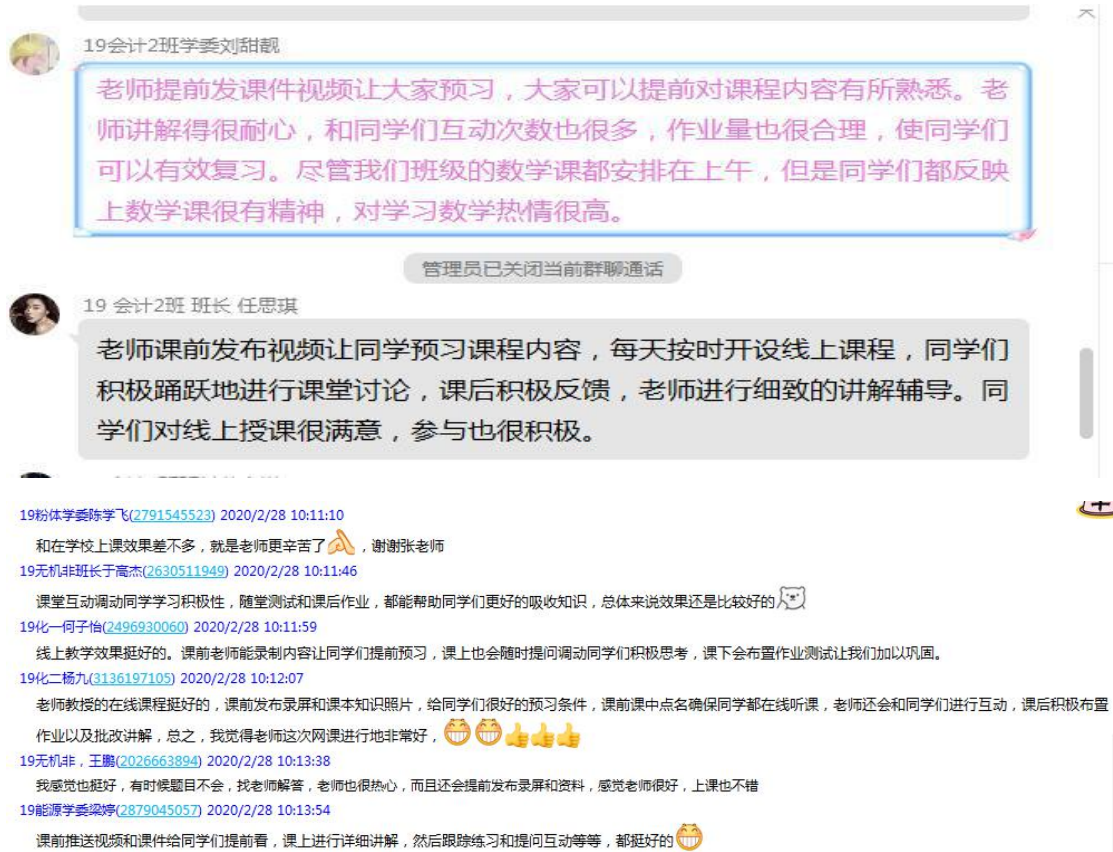 19会计2班学委刘甜靓
老师提前发课件视频让大家预习，大家可以提前对课程内容有所熟悉。老
师讲解得很耐心，和同学们互动次数也很多，作业量也很合理，使同学们
可以有效复习。尽管我们班级的数学课都安排在上午，但是同学们都反映
上数学课很有精神，对学习数学热情很高。
管理员已关闭当前群聊通话
19 会计2班 班长 任思琪
老师课前发布视频让同学预习课程内容，每天按时开设线上课程，同学们
积极踊跃地进行课堂讨论，课后积极反馈，老师进行细致的讲解辅导。同
学们对线上授课很满意，参与也很积极。
19粉体学委陈学飞(2791545523) 2020/2/28 10:11:10
和在学校上课效果差不多，就是老师更辛苦了，谢谢张老师
19无机非班长于高杰(2630511949) 2020/2/28 10:11:46
课堂互动调动同学学习积极性，随堂测试和课后作业，都能帮助同学们更好的吸收知识，总体来说效果还是比较好的
19化一何子怡(2496930060) 2020/2/28 10:11:59
线上教学效果挺好的。课前老师能录制内容让同学们提前预习，课上也会随时提问调动同学们积极思考，课下会布置作业测试让我们加以巩固。
19化二杨九(3136197105) 2020/2/28 10:12:07
老师教授的在线课程挺好的，课前发布录屏和课本知识照片，给同学们很好的预习条件，课前课中点名确保同学都在线听课，老师还会和同学们进行互动，课后积极布置
作业以及批改讲解，总之，我觉得老师这次网课进行地非常好，
19无机非，王鹏(2026663894) 2020/2/28 10:13:38
我感觉也挺好，有时候题目不会，找老师解答，老师也很热心，而且还会提前发布录屏和资料，感觉老师很好，上课也不错
19能源学委梁婷(2879045057) 2020/2/28 10:13:54
课前推送视频和课件给同学们提前看，课上进行详细讲解，然后跟踪练习和提问互动等等，都挺好的